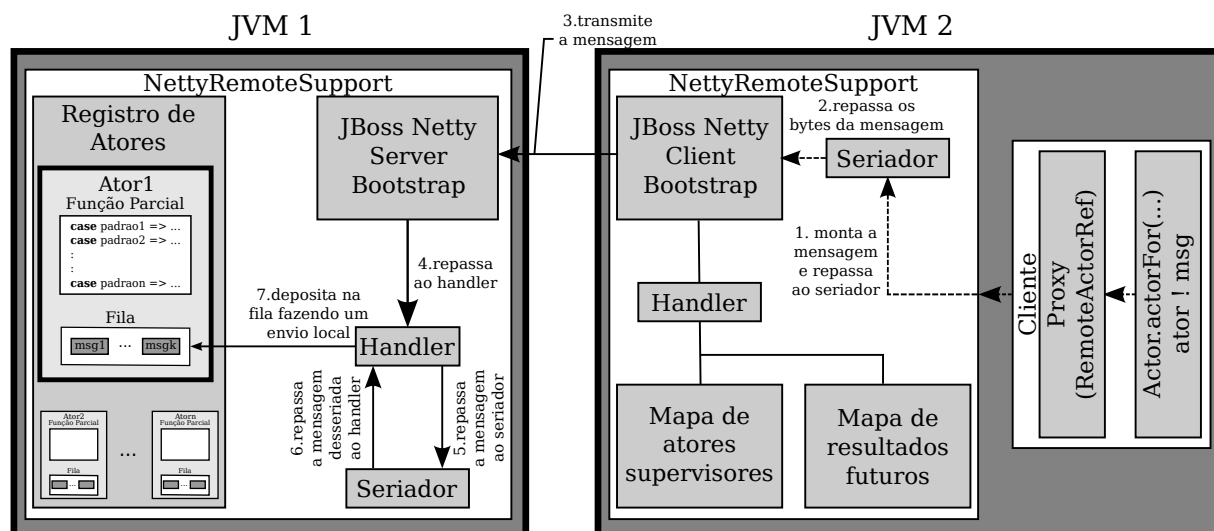 JVM 1
NettyRemoteSupport
Registro de
Atores
Ator1
Função Parcial
case padrao1 => ...
case padrao2 => ...
:
:
case padraon => ...
Fila
msg1
...
msgk
Ator2
Função Parcial
Fila
...
...
Atorn
Função Parcial
Fila
...
JBoss Netty
Server
Bootstrap
4.repassa
ao handler
7.deposita na
fila fazendo um
envio local
Handler
6.repassa
a mensagem
desseriada
ao handler
5.repassa
a mensagem
ao seriador
Seriador
3.transmite
a mensagem
JVM 2
NettyRemoteSupport
JBoss Netty
Client
Bootstrap
2.repassa os
bytes da mensagem
Seriador
1. monta a
mensagem
e repassa
ao seriador
Handler
Mapa de
atores
supervisores
Mapa de
resultados
futuros
Cliente
Proxy
(RemoteActorRef)
Actor.actorFor(...)
ator ! msg